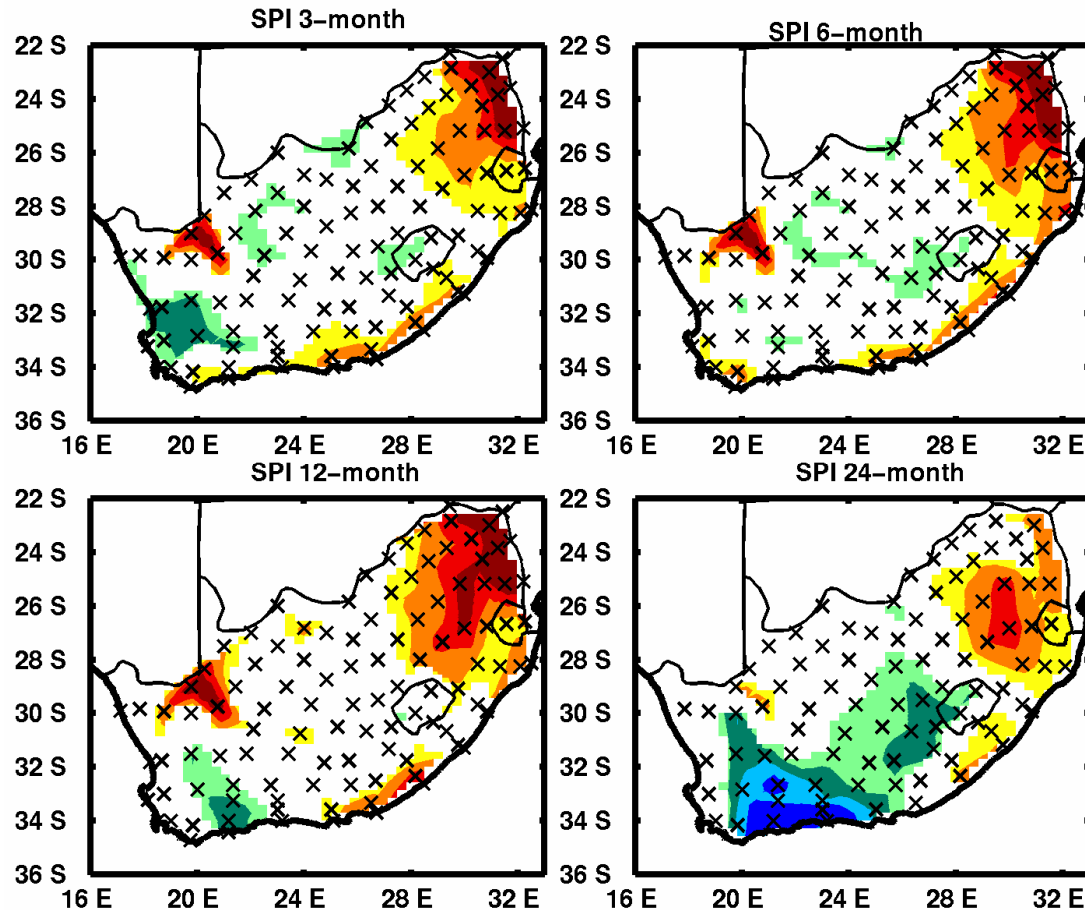 SPI 3−month
SPI 6−month
22 S
24 S
26 S
28 S
30 S
32 S
34 S
36 S
16 E 20 E 24 E 28 E 32 E
22 S
24 S
26 S
28 S
30 S
32 S
34 S
36 S
16 E 20 E 24 E 28 E 32 E
SPI 12−month
SPI 24−month
22 S
24 S
26 S
28 S
30 S
32 S
34 S
36 S
16 E 20 E 24 E 28 E 32 E
22 S
24 S
26 S
28 S
30 S
32 S
34 S
36 S
16 E 20 E 24 E 28 E 32 E